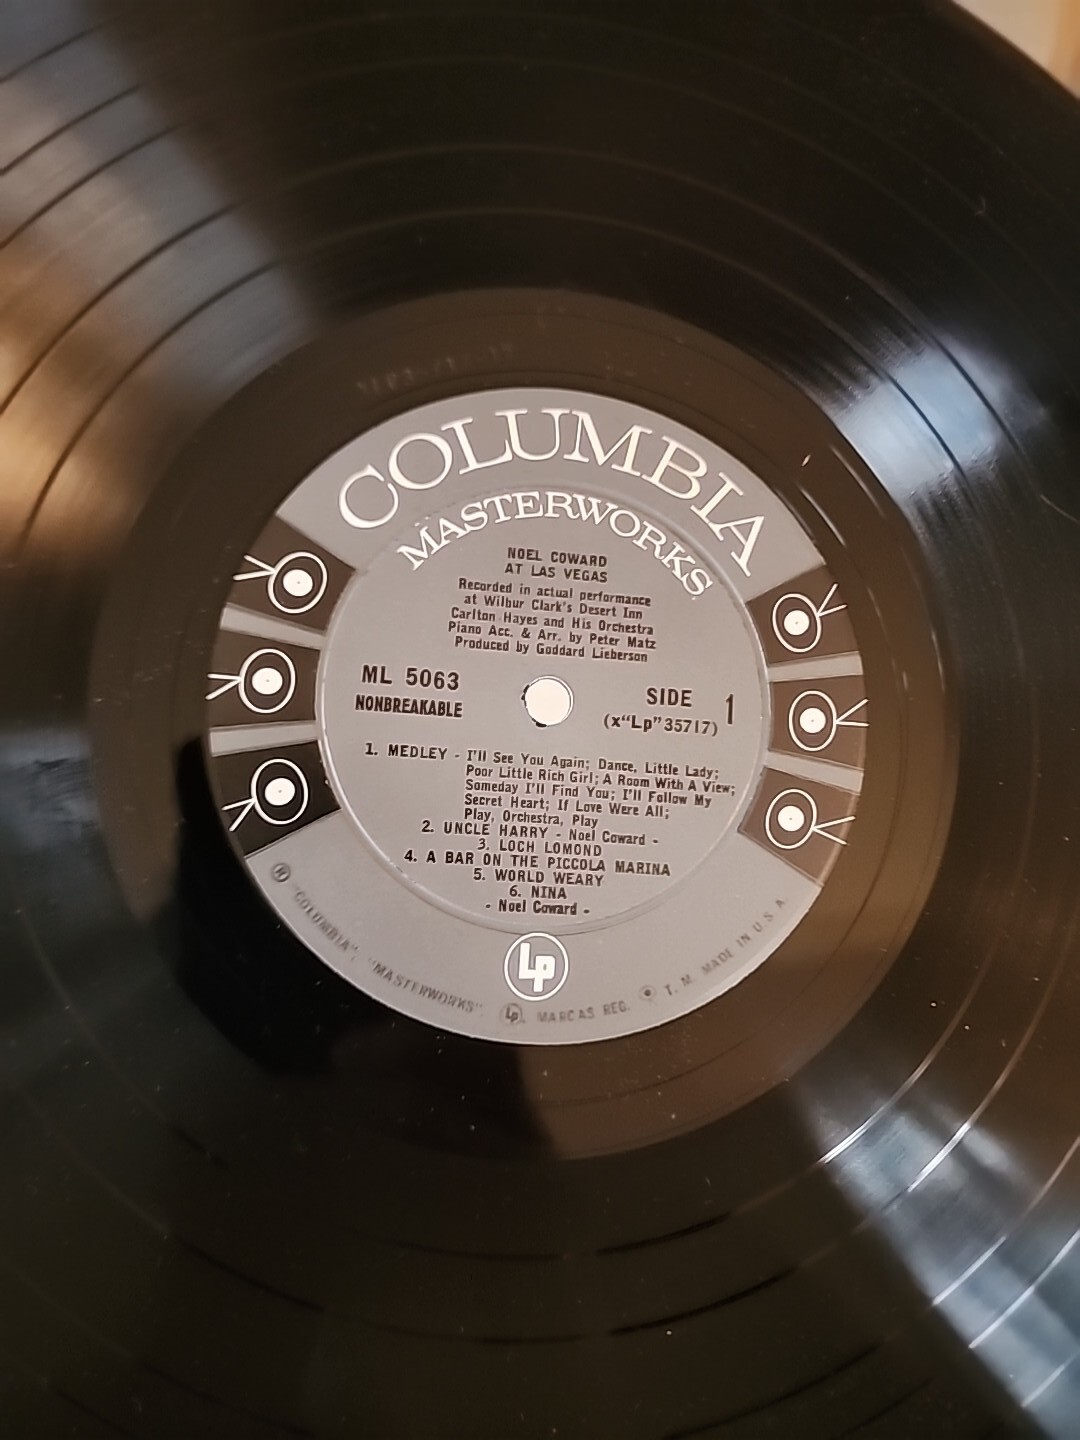 COLUMBIA
MASTERWORKS
NOEL COWARD
AT LAS VEGAS
Recorded in actual performance
at Wilbur Clark's Desert Inn
Carlton Hayes and His Orchestra
Piano Acc. & Arr. by Peter Matz
Produced by Goddard Lieberson
ML 5063
NONBREAKABLE
SIDE 1
(x"Lp"35717)
1. MEDLEY - I'll See You Again; Dance, Little Lady;
Poor Little Rich Girl; A Room With A View;
Someday I'll Find You; I'll Follow My
Secret Heart; If Love Were All;
Play, Orchestra, Play
2. UNCLE HARRY - Noel Coward -
3. LOCH LOMOND
4. A BAR ON THE PICCOLA MARINA
5. WORLD WEARY
6. NINA
- Noel Coward -
Lp
® "COLUMBIA", "MASTERWORKS", Lp, MARCAS REG. T. M. MADE IN U.S.A.